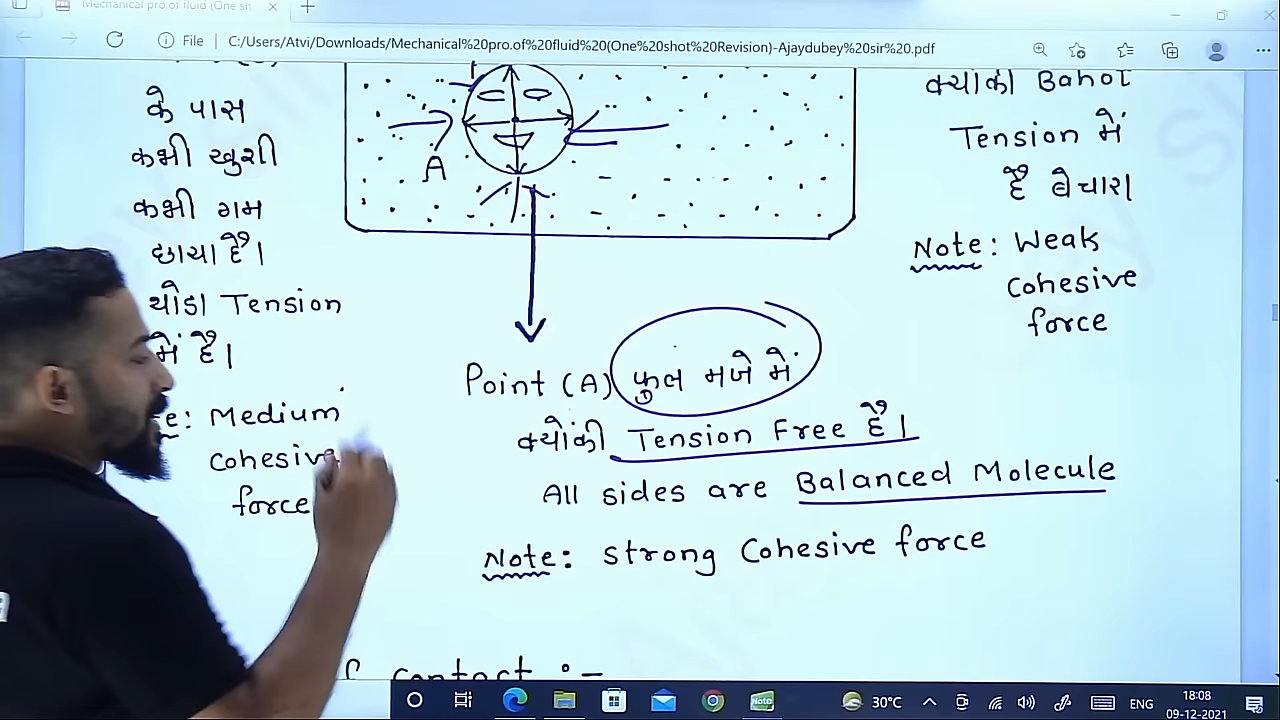 Mechanical pro of fluid (One sh
File
C:/Users/Atvi/Downloads/Mechanical%20pro.of%20fluid%20(One%20shot%20Revision)-Ajaydubey%20sir%20.pdf
के पास
कभी खुशी
कभी गम
छाया है।
थोडा Tension
में है।
Medium
Cohesive
force
A
क्योंकी Bahot
Tension में
है बेचारा
Note: Weak
Cohesive
force
Point (A) फुल मजे में
क्योंकी Tension Free है।
All sides are Balanced Molecule
Note: Strong Cohesive force
contact :-
30°C
ENG
18:08
09-12-2021